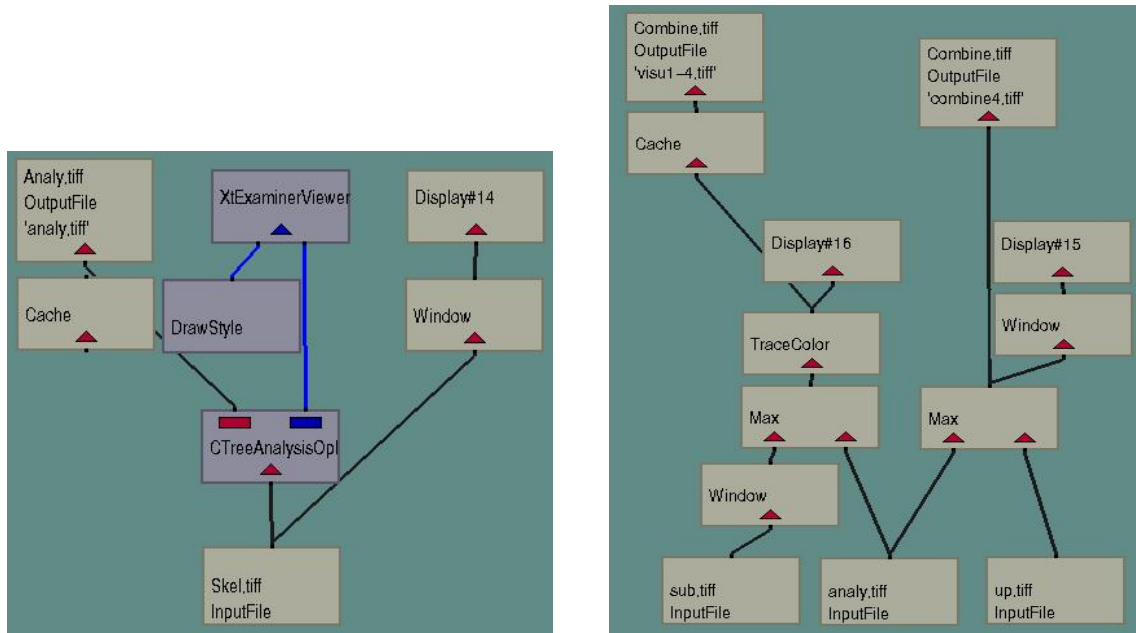 Analy.tiff
OutputFile
'analy.tiff'
XtExaminerViewer
Display#14
Cache
DrawStyle
Window
CTreeAnalysisOpl
Skel.tiff
InputFile
Combine.tiff
OutputFile
'visu1-4.tiff'
Combine.tiff
OutputFile
'combine4.tiff'
Cache
Display#16
Display#15
TraceColor
Window
Max
Max
Window
sub.tiff
InputFile
analy.tiff
InputFile
up.tiff
InputFile